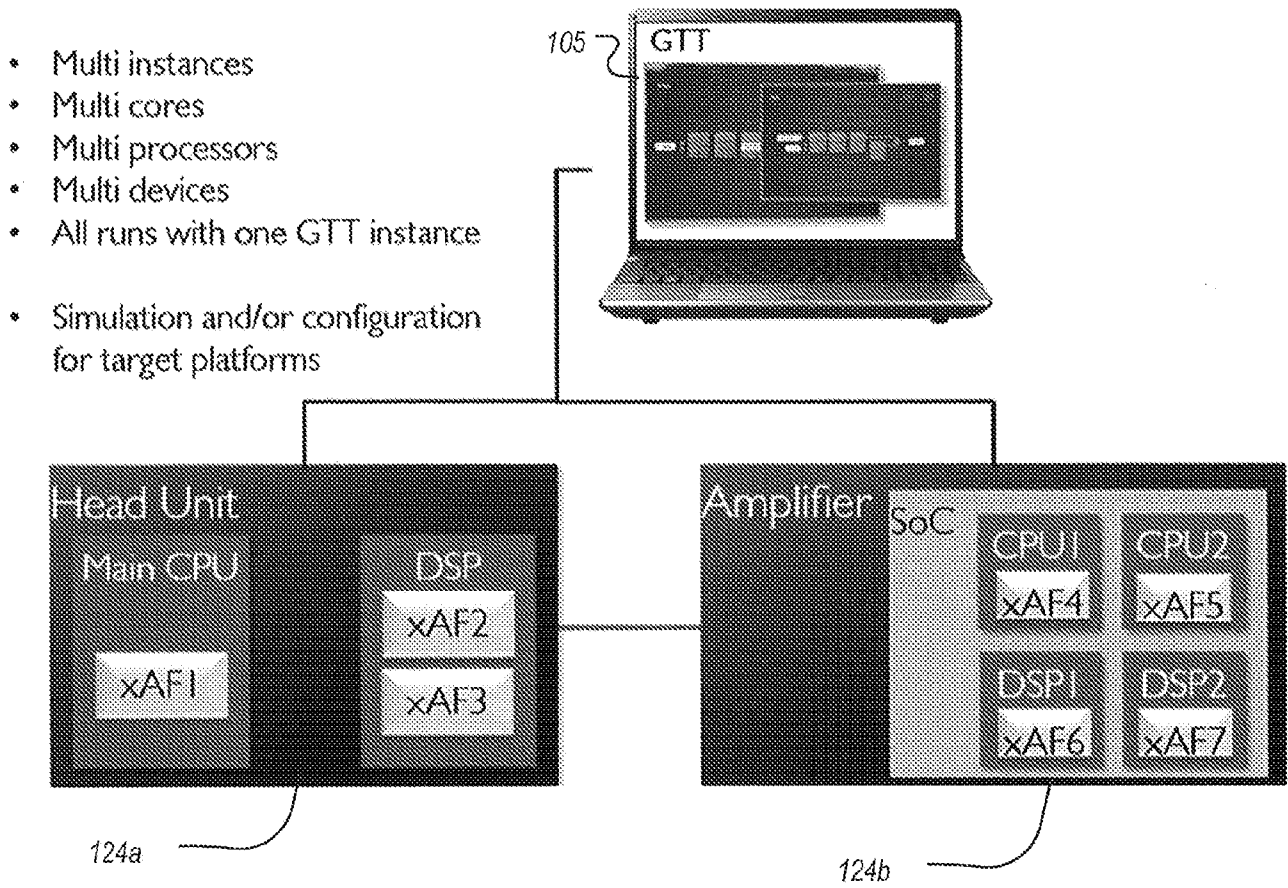 • Multi instances
• Multi cores
• Multi processors
• Multi devices
• All runs with one GTT instance
• Simulation and/or configuration
for target platforms
105
GTT
Head Unit
Main CPU
xAF1
DSP
xAF2
xAF3
Amplifier
SoC
CPU1
xAF4
CPU2
xAF5
DSP1
xAF6
DSP2
xAF7
124a
124b